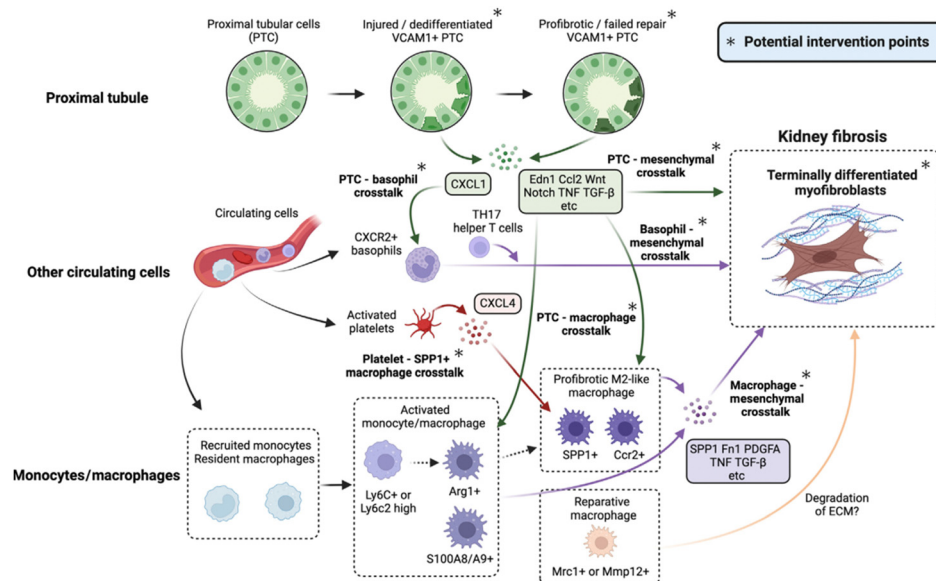 Proximal tubular cells
(PTC)
Injured / dedifferentiated
VCAM1+ PTC
*
Profibrotic / failed repair
VCAM1+ PTC
*
* Potential intervention points
Proximal tubule
Kidney fibrosis
PTC - basophil
crosstalk
*
CXCL1
Edn1 Ccl2 Wnt
Notch TNF TGF-β
etc
PTC - mesenchymal
crosstalk
*
Terminally differentiated
myofibroblasts
*
Circulating cells
CXCR2+
basophils
TH17
helper T cells
Basophil -
mesenchymal
crosstalk
*
Other circulating cells
Activated
platelets
CXCL4
PTC - macrophage
crosstalk
*
Platelet - SPP1+
macrophage crosstalk
*
Profibrotic M2-like
macrophage
SPP1+
Ccr2+
Macrophage -
mesenchymal
crosstalk
*
Activated
monocyte/macrophage
Recruited monocytes
Resident macrophages
Monocytes/macrophages
Ly6C+ or
Ly6c2 high
Arg1+
S100A8/A9+
SPP1 Fn1 PDGFA
TNF TGF-β
etc
Reparative
macrophage
Mrc1+ or Mmp12+
Degradation
of ECM?